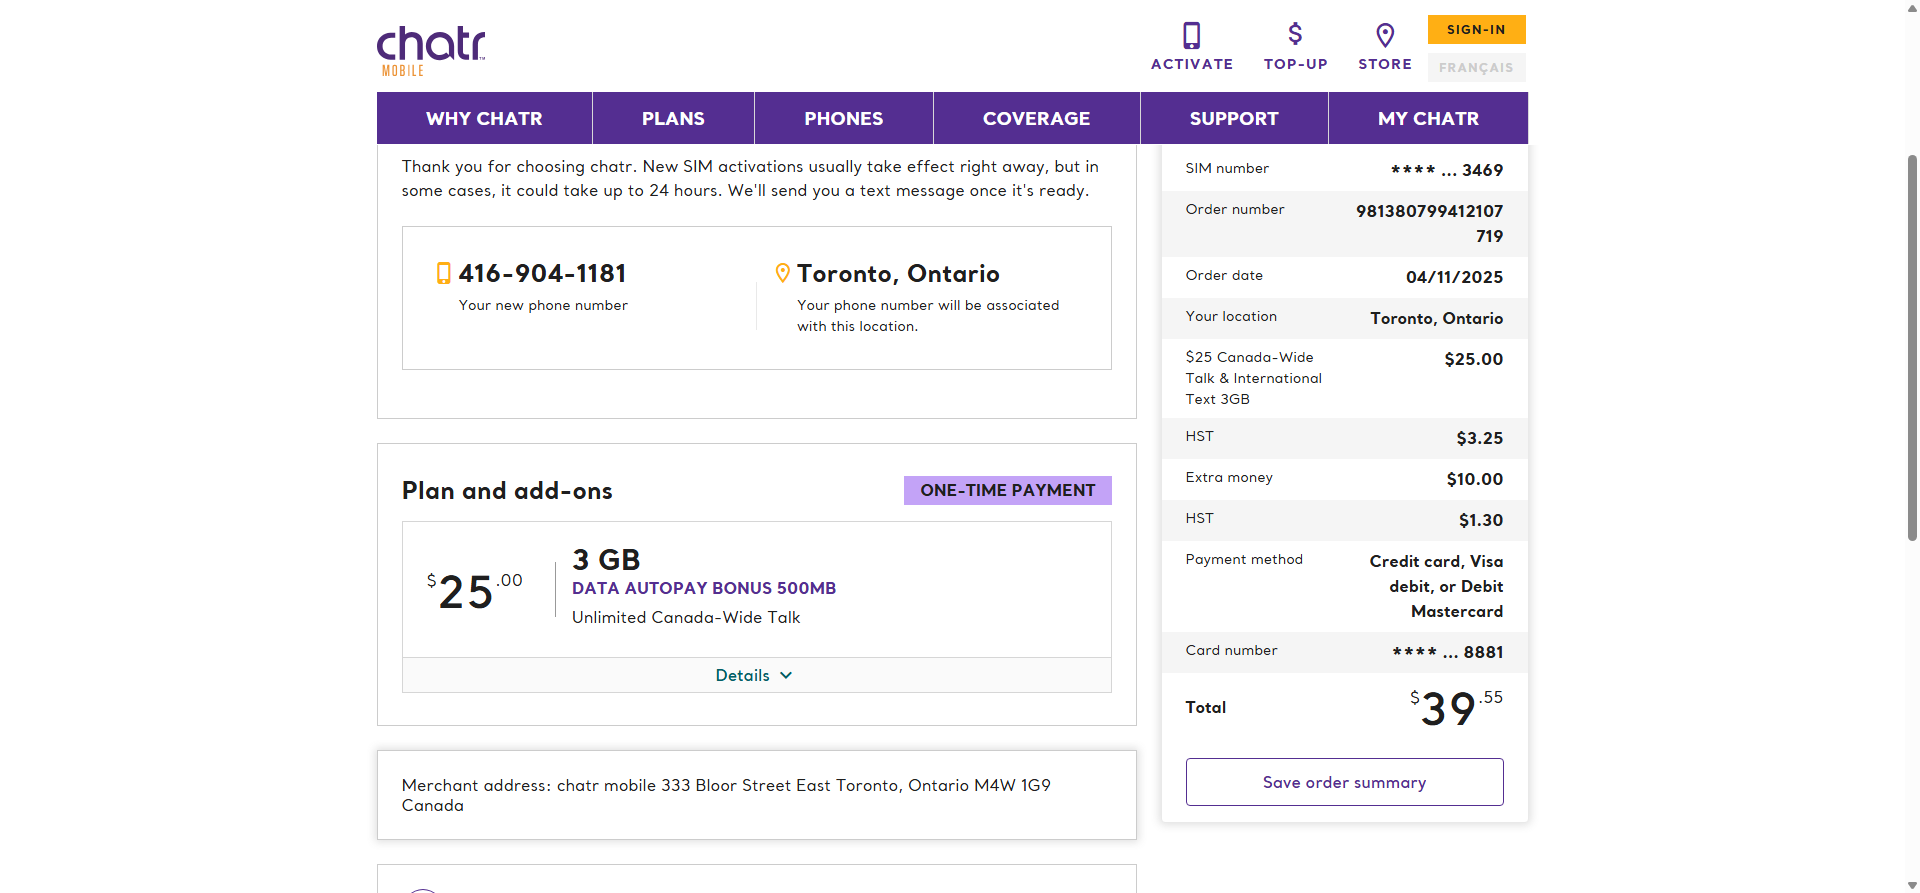 chatr
MOBILE
ACTIVATE
TOP-UP
STORE
SIGN-IN
FRANÇAIS
WHY CHATR
PLANS
PHONES
COVERAGE
SUPPORT
MY CHATR
Thank you for choosing chatr. New SIM activations usually take effect right away, but in
some cases, it could take up to 24 hours. We'll send you a text message once it's ready.
416-904-1181
Your new phone number
Toronto, Ontario
Your phone number will be associated
with this location.
Plan and add-ons
ONE-TIME PAYMENT
$25.00
3 GB
DATA AUTOPAY BONUS 500MB
Unlimited Canada-Wide Talk
Details
Merchant address: chatr mobile 333 Bloor Street East Toronto, Ontario M4W 1G9
Canada
SIM number
**** ... 3469
Order number
981380799412107
719
Order date
04/11/2025
Your location
Toronto, Ontario
$25 Canada-Wide
Talk & International
Text 3GB
$25.00
HST
$3.25
Extra money
$10.00
HST
$1.30
Payment method
Credit card, Visa
debit, or Debit
Mastercard
Card number
**** ... 8881
Total
$39.55
Save order summary